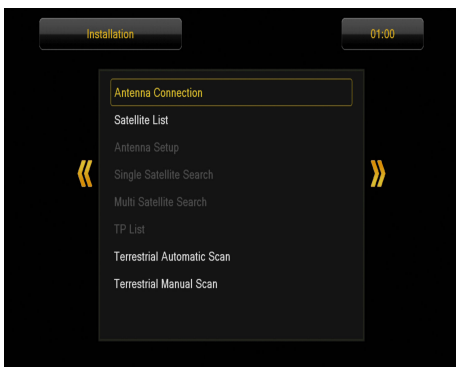 Installation
01:00
Antenna Connection
Satellite List
Antenna Setup
Single Satellite Search
Multi Satellite Search
TP List
Terrestrial Automatic Scan
Terrestrial Manual Scan